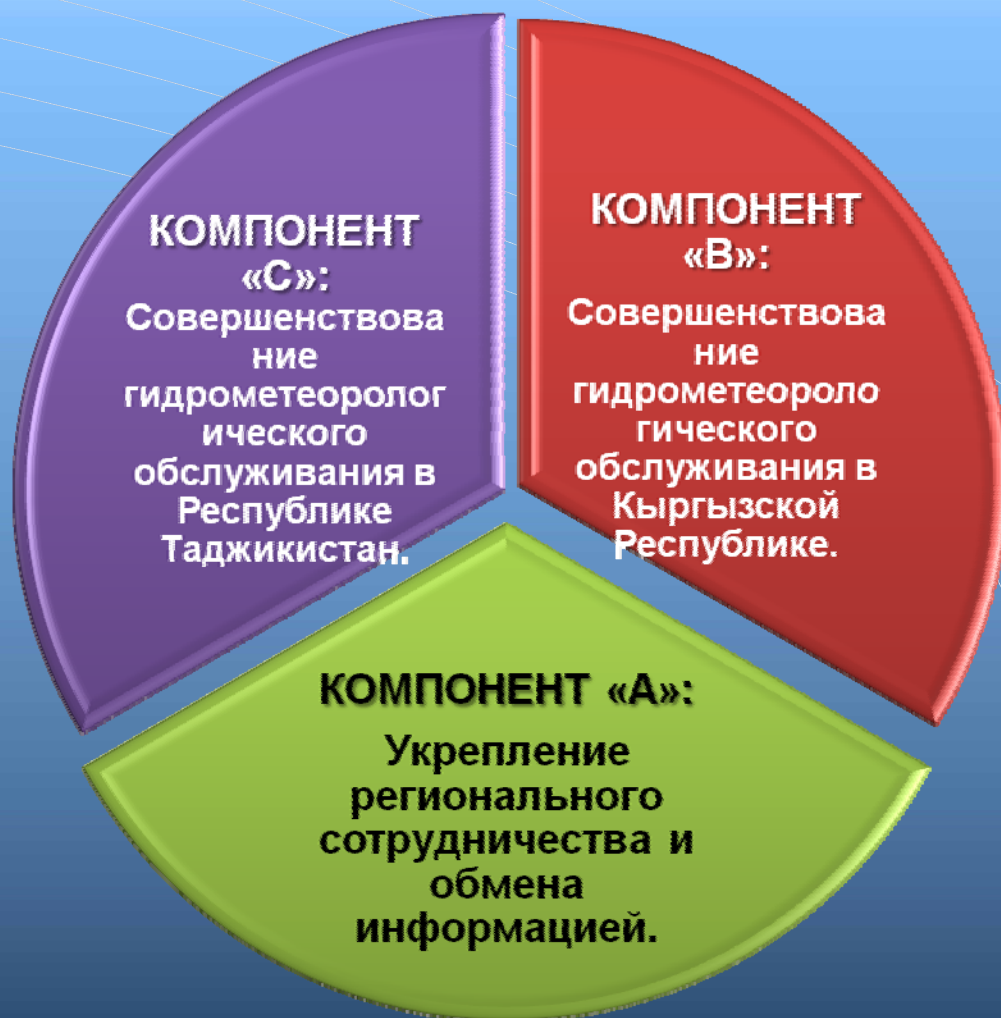 КОМПОНЕНТ
«С»:
Совершенствова
ние
гидрометеоролог
ического
обслуживания в
Республике
Таджикистан.
КОМПОНЕНТ
«В»:
Совершенствова
ние
гидрометеороло
гического
обслуживания в
Кыргызской
Республике.
КОМПОНЕНТ «А»:
Укрепление
регионального
сотрудничества и
обмена
информацией.